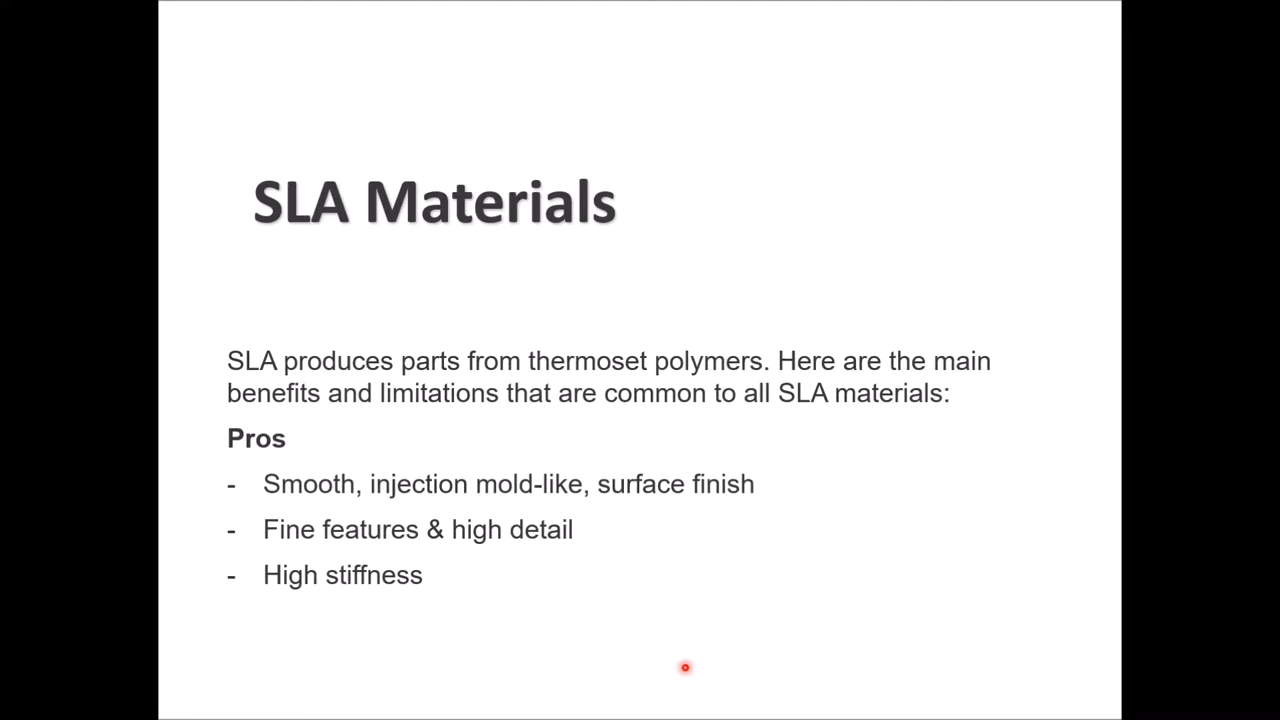 SLA Materials
SLA produces parts from thermoset polymers. Here are the main
benefits and limitations that are common to all SLA materials:
Pros
- Smooth, injection mold-like, surface finish
- Fine features & high detail
- High stiffness